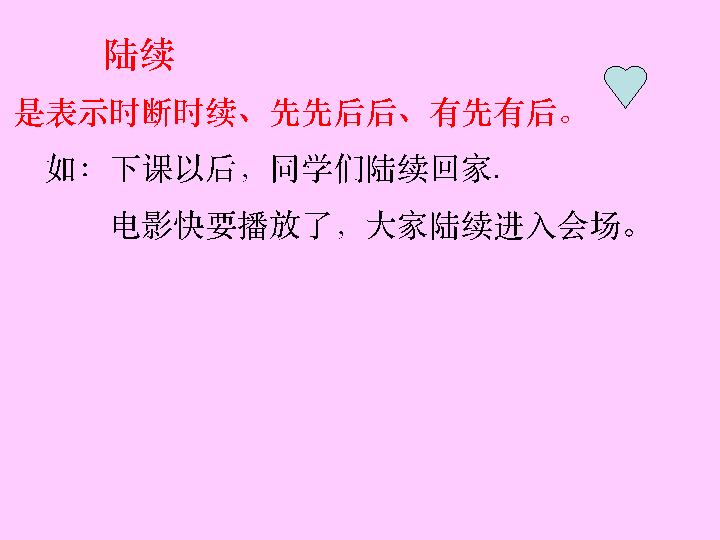 陆续
是表示时断时续、先先后后、有先有后。
如：下课以后，同学们陆续回家.
电影快要播放了，大家陆续进入会场。